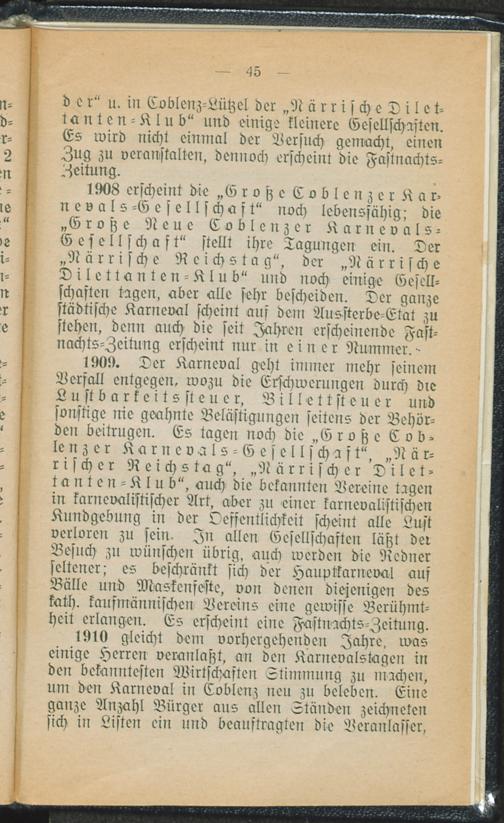 — 45 —
der“ u. in Coblenz-Lützel der „Närrische Dilet-
tanten-Klub“ und einige kleinere Gesellschaften.
Es wird nicht einmal der Versuch gemacht, einen
Zug zu veranstalten, dennoch erscheint die Fastnachts-
Zeitung.
1908 erscheint die „Große Coblenzer Kar-
nevals-Gesellschaft“ noch lebensfähig; die
„Große Neue Coblenzer Karnevals-
Gesellschaft“ stellt ihre Tagungen ein. Der
„Närrische Reichstag“, der „Närrische
Dilettanten-Klub“ und noch einige Gesell-
schaften tagen, aber alle sehr bescheiden. Der ganze
städtische Karneval scheint auf dem Aussterbe-Etat zu
stehen, denn auch die seit Jahren erscheinende Fast-
nachts-Zeitung erscheint nur in einer Nummer.
1909. Der Karneval geht immer mehr seinem
Verfall entgegen, wozu die Erschwerungen durch die
Lustbarkeitssteuer, Billettsteuer und
sonstige nie geahnte Belästigungen seitens der Behör-
den beitrugen. Es tagen noch die „Große Cob-
lenzer Karnevals-Gesellschaft“, „När-
rischer Reichstag“, „Närrischer Dilet-
tanten-Klub“, auch die bekannten Vereine tagen
in karnevalistischer Art, aber zu einer karnevalistischen
Kundgebung in der Oeffentlichkeit scheint alle Lust
verloren zu sein. In allen Gesellschaften läßt der
Besuch zu wünschen übrig, auch werden die Redner
seltener; es beschränkt sich der Hauptkarneval auf
Bälle und Maskenfeste, von denen diejenigen des
kath. kaufmännischen Vereins eine gewisse Berühmt-
heit erlangen. Es erscheint eine Fastnachts-Zeitung.
1910 gleicht dem vorhergehenden Jahre, was
einige Herren veranlaßt, an den Karnevalstagen in
den bekanntesten Wirtschaften Stimmung zu machen,
um den Karneval in Coblenz neu zu beleben. Eine
ganze Anzahl Bürger aus allen Ständen zeichneten
sich in Listen ein und beauftragten die Veranlasser,